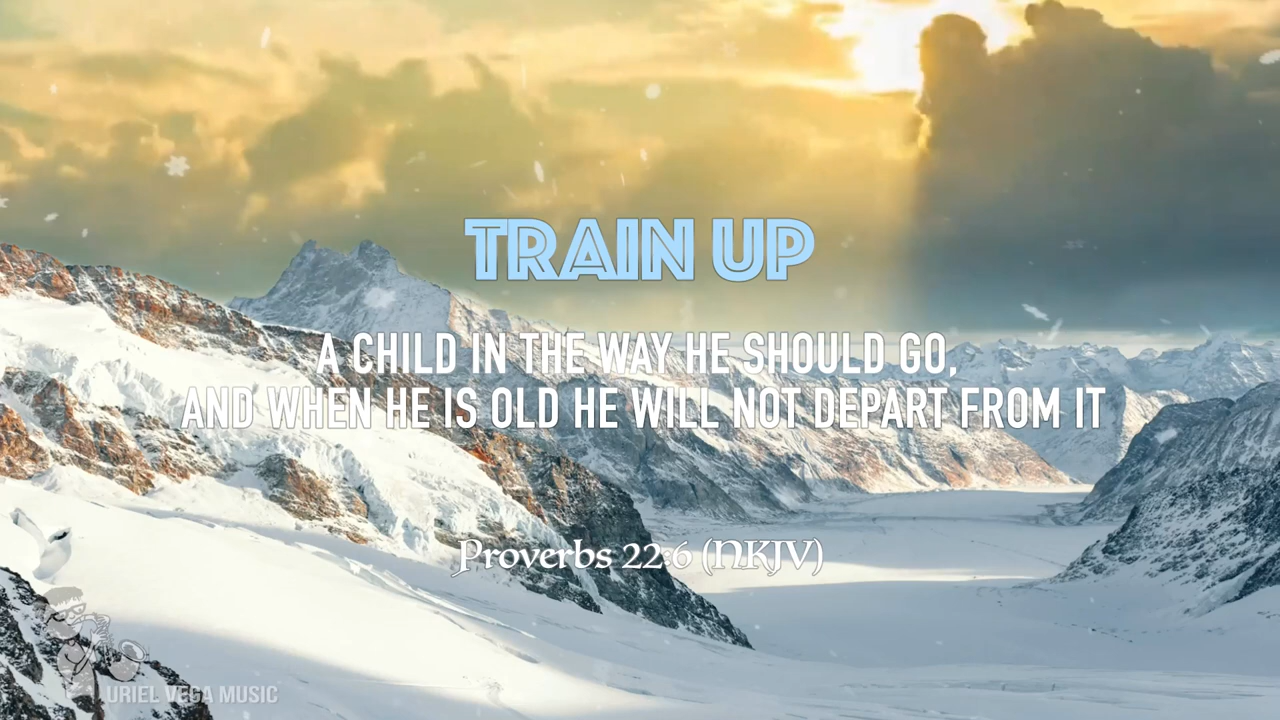 TRAIN UP
A CHILD IN THE WAY HE SHOULD GO,
AND WHEN HE IS OLD HE WILL NOT DEPART FROM IT
Proverbs 22:6 (NKJV)
URIEL VEGA MUSIC